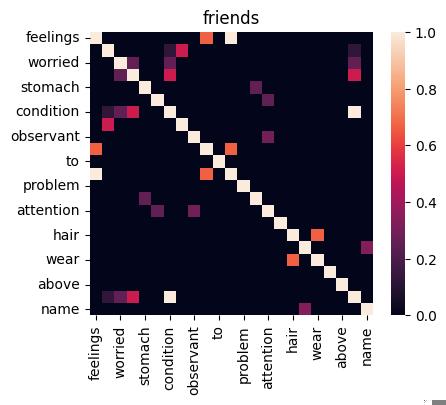 friends
feelings
worried
stomach
condition
observant
to
problem
attention
hair
wear
above
name
1.0
0.8
0.6
0.4
0.2
0.0
feelings
worried
stomach
condition
observant
to
problem
attention
hair
wear
above
name